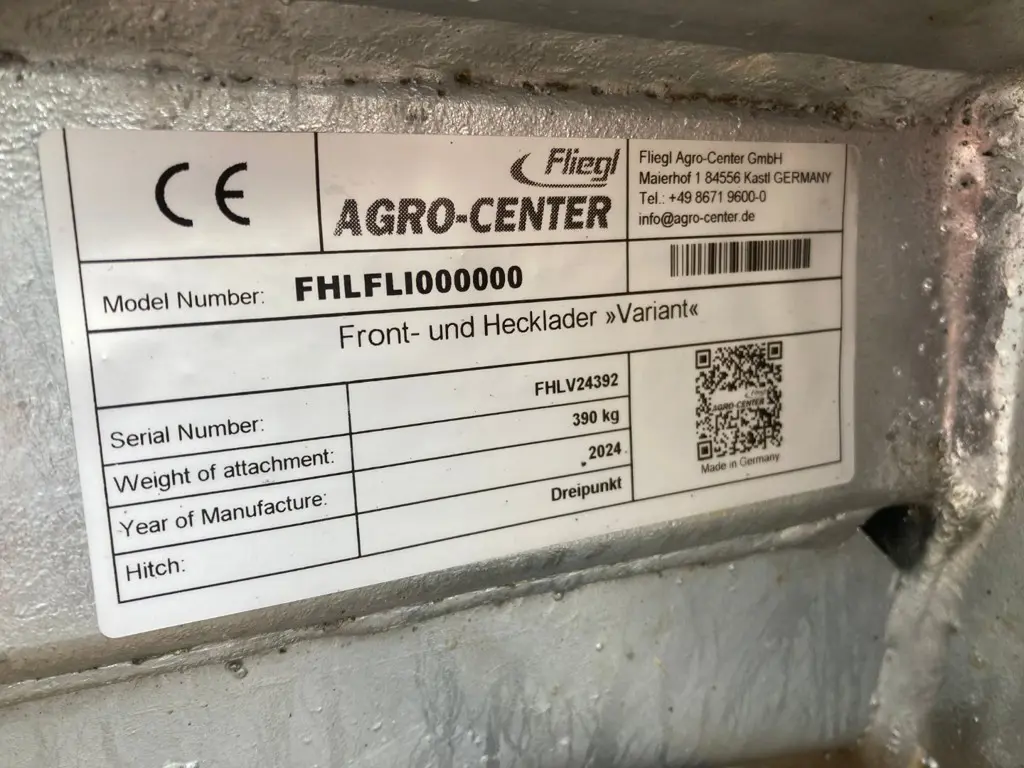 CE
Fliegl
AGRO-CENTER
Fliegl Agro-Center GmbH
Maierhof 1 84556 Kastl GERMANY
Tel.: +49 8671 9600-0
info@agro-center.de
Model Number: FHLFLI000000
Front- und Hecklader »Variant«
Serial Number: FHLV24392
Weight of attachment: 390 kg
Year of Manufacture: 2024
Hitch: Dreipunkt
AGRO-CENTER
Made in Germany